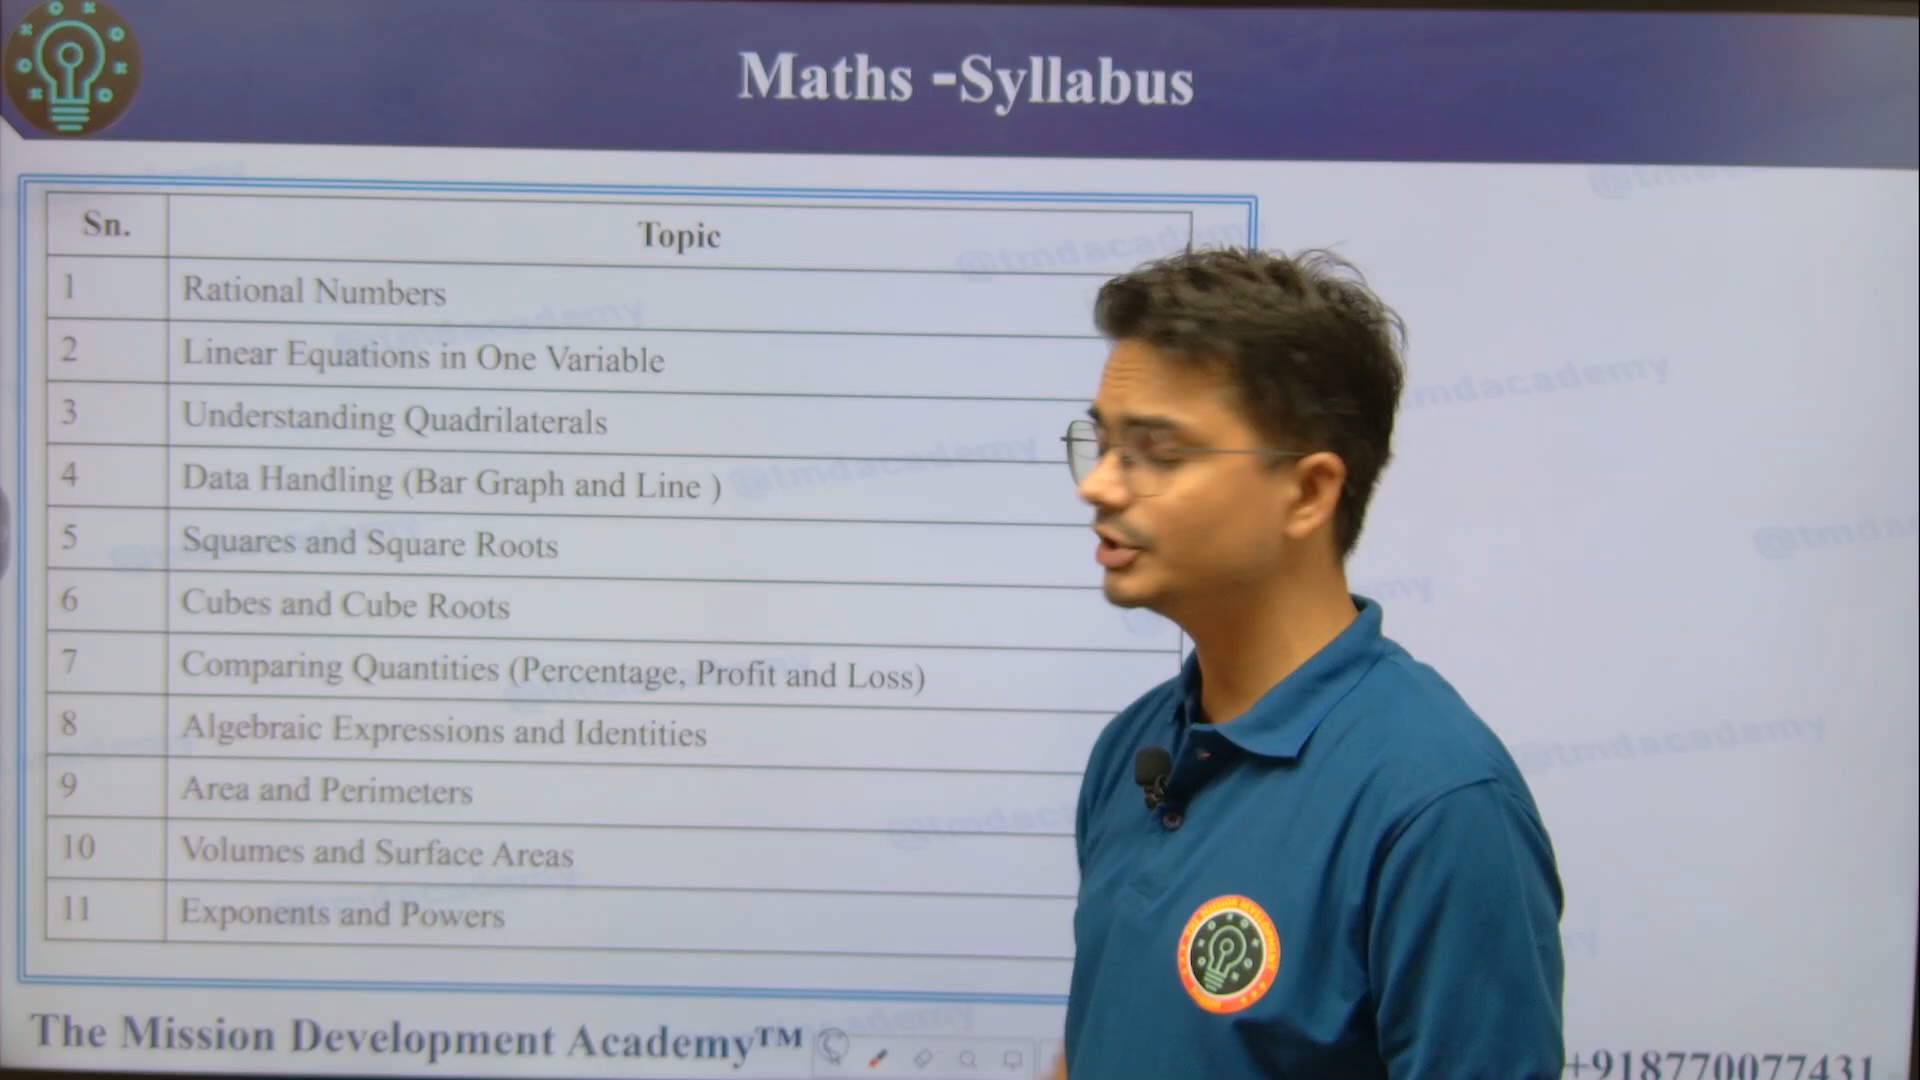 Maths -Syllabus
Sn. Topic
1 Rational Numbers
2 Linear Equations in One Variable
3 Understanding Quadrilaterals
4 Data Handling (Bar Graph and Line )
5 Squares and Square Roots
6 Cubes and Cube Roots
7 Comparing Quantities (Percentage, Profit and Loss)
8 Algebraic Expressions and Identities
9 Area and Perimeters
10 Volumes and Surface Areas
11 Exponents and Powers
@tmdacademy
The Mission Development Academy™
+918770077431